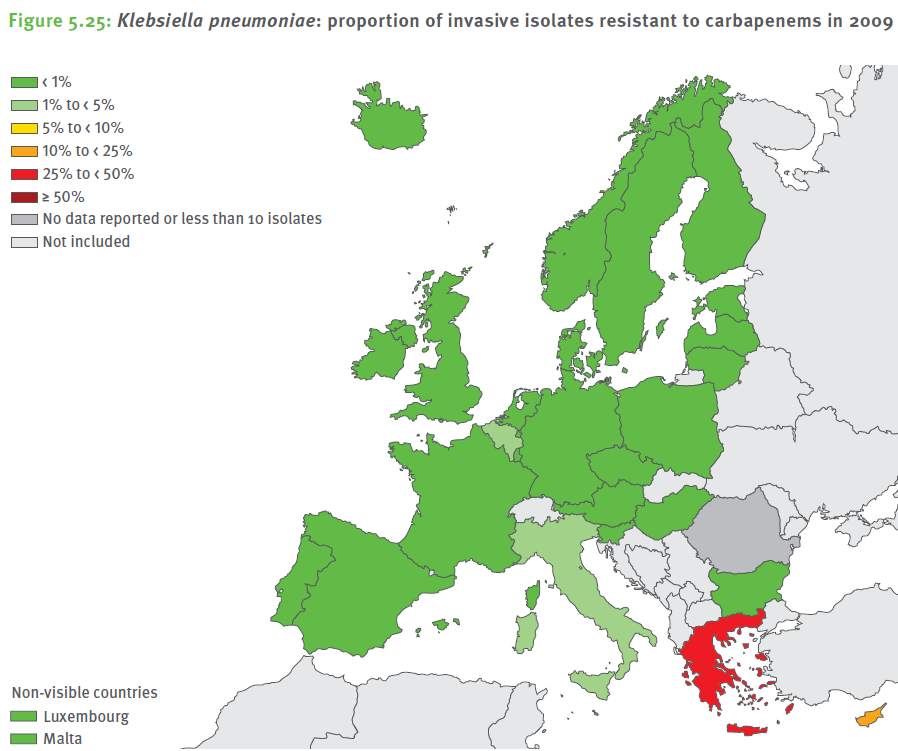 Figure 5.25: Klebsiella pneumoniae: proportion of invasive isolates resistant to carbapenems in 2009
< 1%
1% to < 5%
5% to < 10%
10% to < 25%
25% to < 50%
≥ 50%
No data reported or less than 10 isolates
Not included
Non-visible countries
Luxembourg
Malta